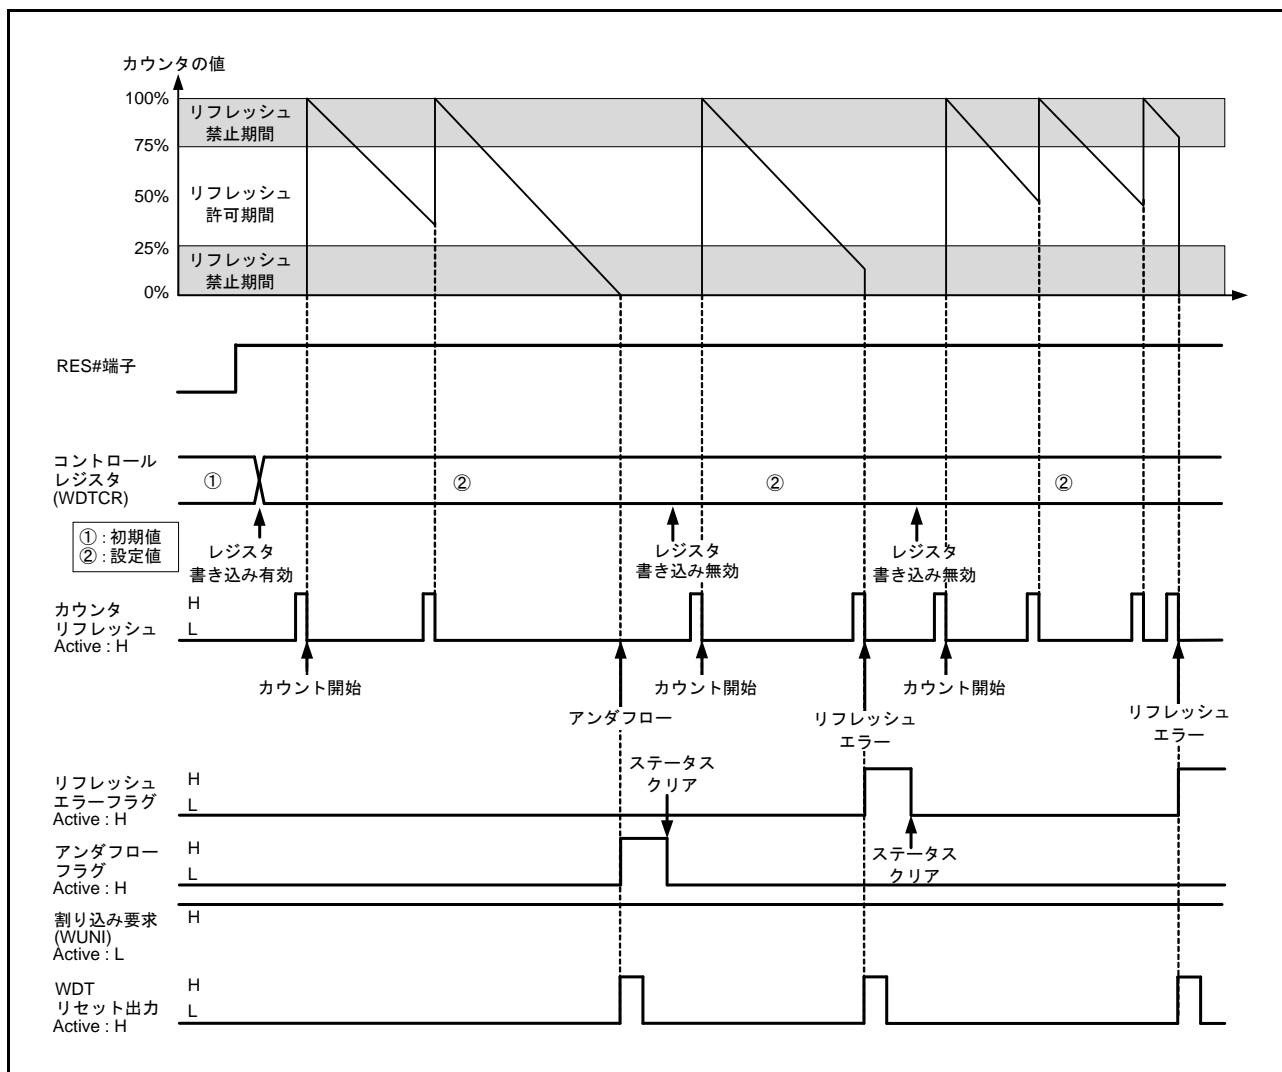 カウンタの値
100%
リフレッシュ
禁止期間
75%
50%
リフレッシュ
許可期間
25%
リフレッシュ
禁止期間
0%
RES#端子
コントロール
レジスタ
(WDTCR)
①
②
②
②
①:初期値
②:設定値
レジスタ
書き込み有効
レジスタ
書き込み無効
レジスタ
書き込み無効
カウンタ
リフレッシュ
Active : H
H
L
カウント開始
カウント開始
カウント開始
アンダフロー
リフレッシュ
エラー
リフレッシュ
エラー
リフレッシュ
エラーフラグ
Active : H
H
L
ステータス
クリア
アンダフロー
フラグ
Active : H
H
L
ステータス
クリア
割り込み要求
(WUNI)
Active : L
H
WDT
リセット出力
Active : H
H
L